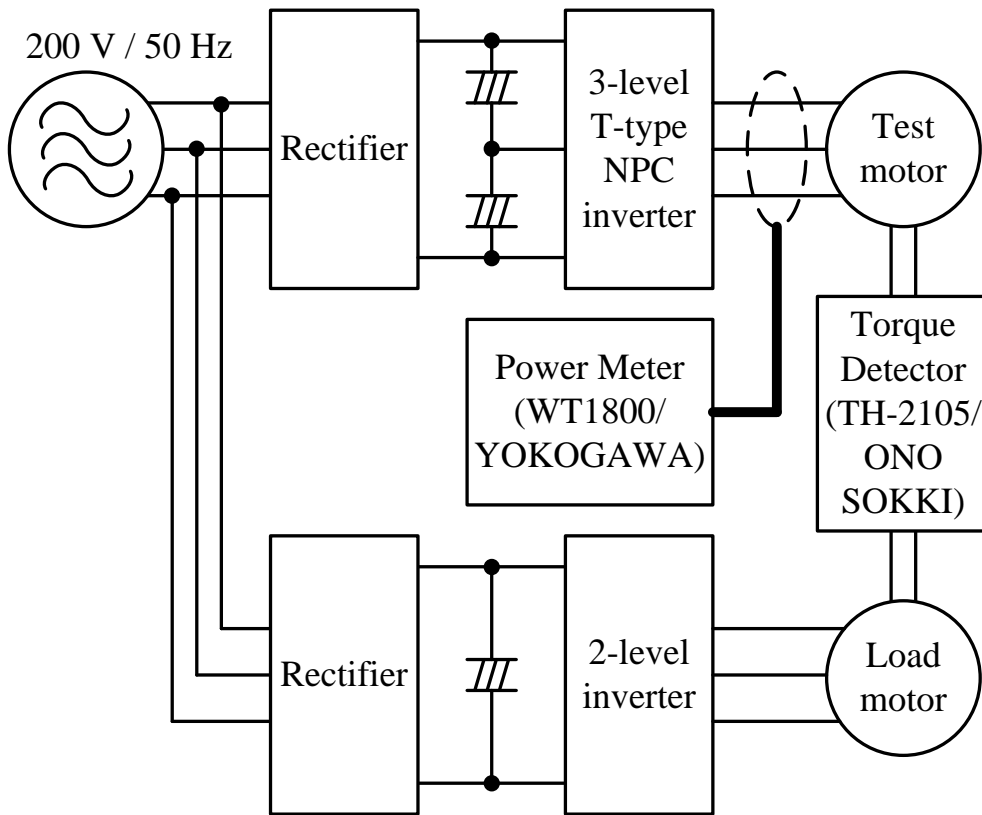 200 V / 50 Hz
Rectifier
3-level
T-type
NPC
inverter
Test
motor
Power Meter
(WT1800/
YOKOGAWA)
Torque
Detector
(TH-2105/
ONO
SOKKI)
Rectifier
2-level
inverter
Load
motor